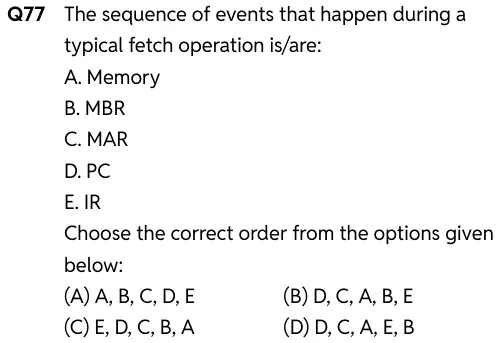 Q77 The sequence of events that happen during a
typical fetch operation is/are:
A. Memory
B. MBR
C. MAR
D. PC
E. IR
Choose the correct order from the options given
below:
(A) A, B, C, D, E (B) D, C, A, B, E
(C) E, D, C, B, A (D) D, C, A, E, B